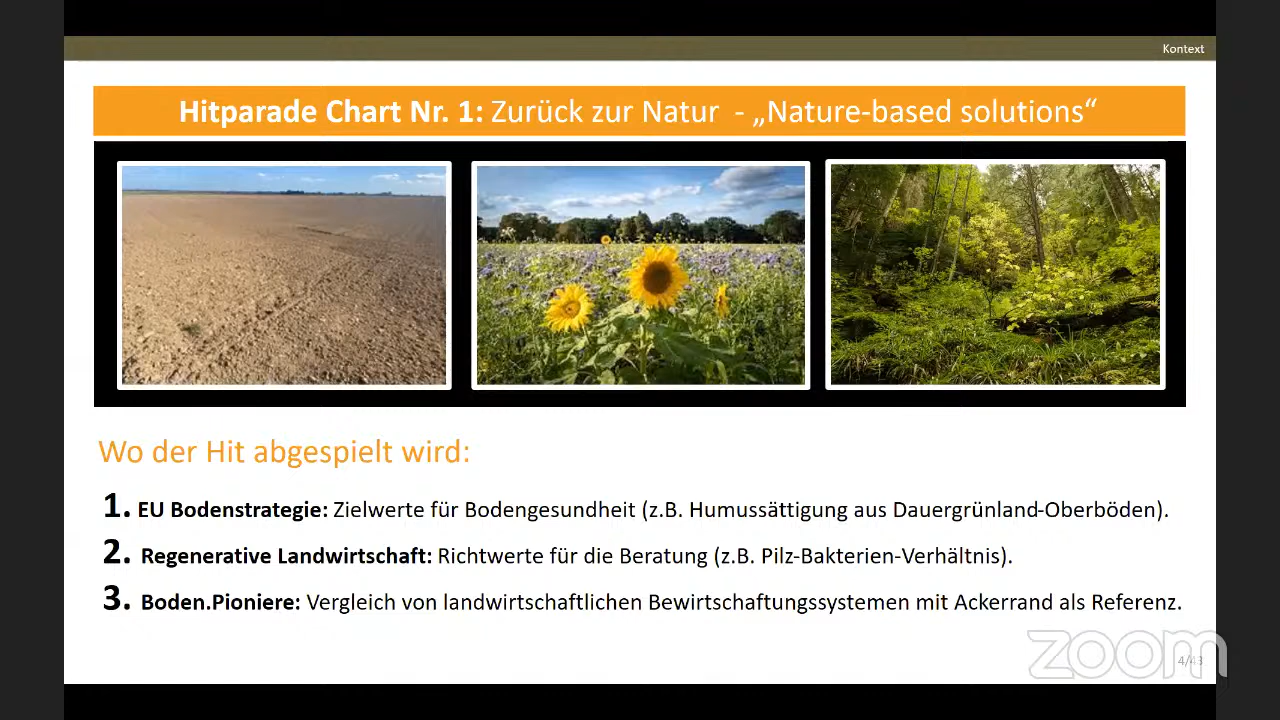 Kontext
Hitparade Chart Nr. 1: Zurück zur Natur - „Nature-based solutions“
Wo der Hit abgespielt wird:
1. EU Bodenstrategie: Zielwerte für Bodengesundheit (z.B. Humussättigung aus Dauergrünland-Oberböden).
2. Regenerative Landwirtschaft: Richtwerte für die Beratung (z.B. Pilz-Bakterien-Verhältnis).
3. Boden.Pioniere: Vergleich von landwirtschaftlichen Bewirtschaftungssystemen mit Ackerrand als Referenz.
zoom
4/43